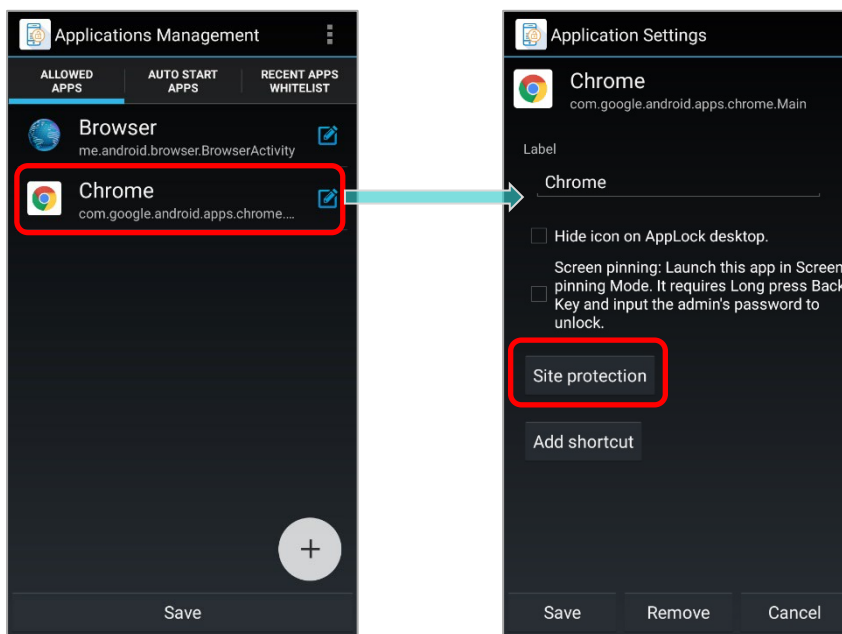 Applications Management
ALLOWED APPS
AUTO START APPS
RECENT APPS WHITELIST
Browser
me.android.browser.BrowserActivity
Chrome
com.google.android.apps.chrome....
+
Save
Application Settings
Chrome
com.google.android.apps.chrome.Main
Label
Chrome
Hide icon on AppLock desktop.
Screen pinning: Launch this app in Screen
pinning Mode. It requires Long press Back
Key and input the admin's password to
unlock.
Site protection
Add shortcut
Save
Remove
Cancel